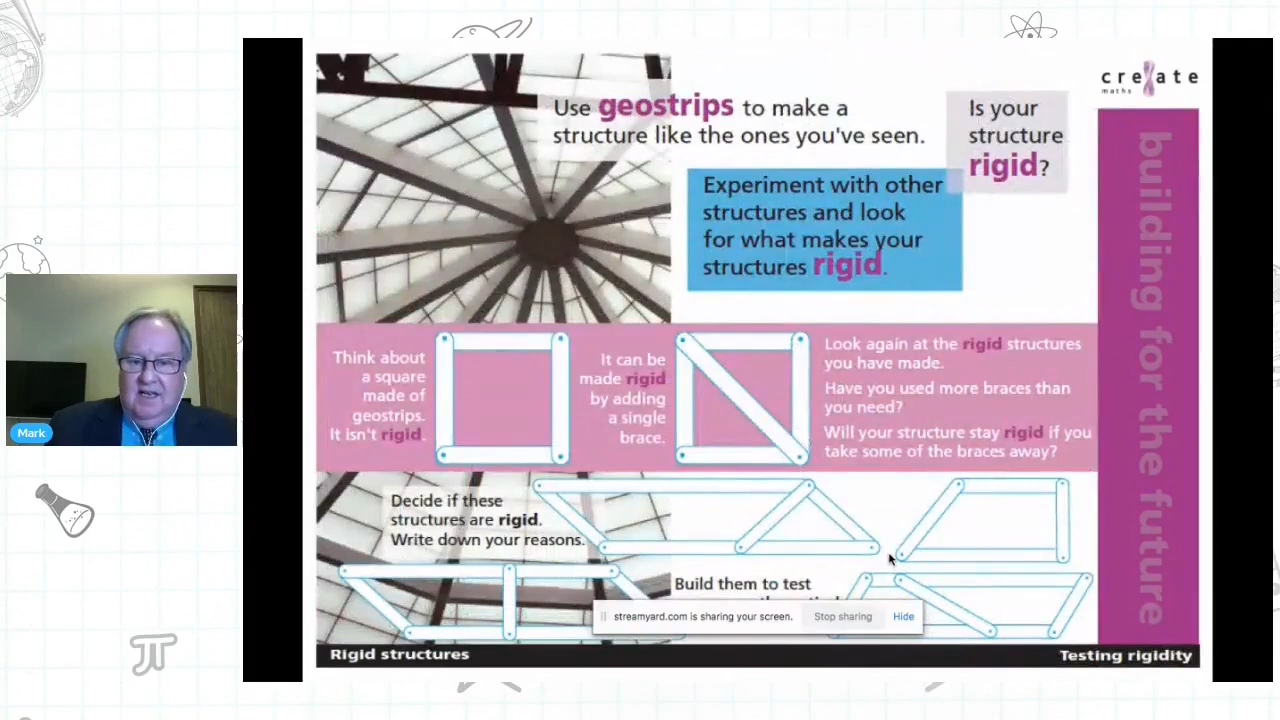 create
maths
Use geostrips to make a
structure like the ones you've seen.
Is your
structure
rigid?
Experiment with other
structures and look
for what makes your
structures rigid.
building for the future
Think about
a square
made of
geostrips.
It isn't rigid.
It can be
made rigid
by adding
a single
brace.
Look again at the rigid structures
you have made.
Have you used more braces than
you need?
Will your structure stay rigid if you
take some of the braces away?
Mark
Decide if these
structures are rigid.
Write down your reasons.
Build them to test
streamyard.com is sharing your screen.
Stop sharing
Hide
Rigid structures
Testing rigidity